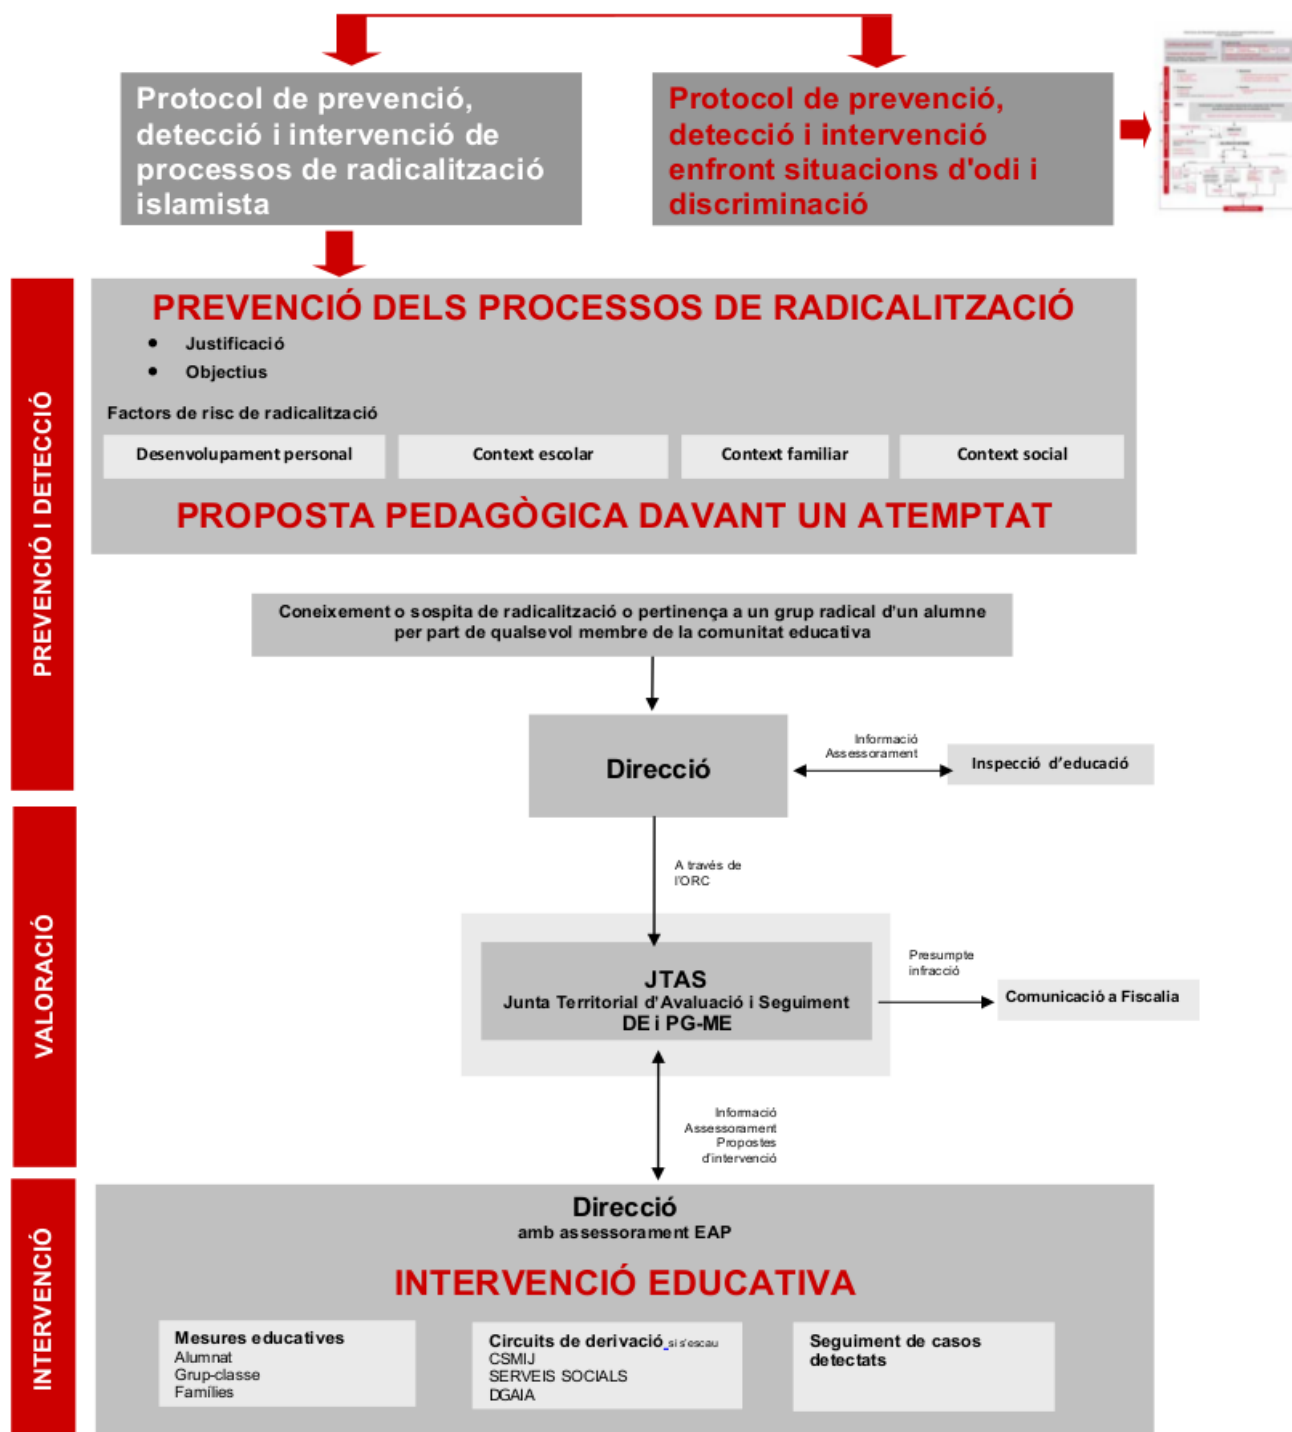 Protocol de prevenció,
detecció i intervenció de
processos de radicalització
islamista
Protocol de prevenció,
detecció i intervenció
enfront situacions d'odi i
discriminació
PREVENCIÓ I DETECCIÓ
PREVENCIÓ DELS PROCESSOS DE RADICALITZACIÓ
• Justificació
• Objectius
Factors de risc de radicalització
Desenvolupament personal
Context escolar
Context familiar
Context social
PROPOSTA PEDAGÒGICA DAVANT UN ATEMPTAT
Coneixement o sospita de radicalització o pertinença a un grup radical d'un alumne
per part de qualsevol membre de la comunitat educativa
Direcció
Informació
Assessorament
Inspecció d'educació
VALORACIÓ
A través de
l'ORC
JTAS
Junta Territorial d'Avaluació i Seguiment
DE i PG-ME
Presumpte
infracció
Comunicació a Fiscalia
Informació
Assessorament
Propostes
d'intervenció
INTERVENCIÓ
Direcció
amb assessorament EAP
INTERVENCIÓ EDUCATIVA
Mesures educatives
Alumnat
Grup-classe
Famílies
Circuits de derivació si s'escau
CSMIJ
SERVEIS SOCIALS
DGAIA
Seguiment de casos
detectats